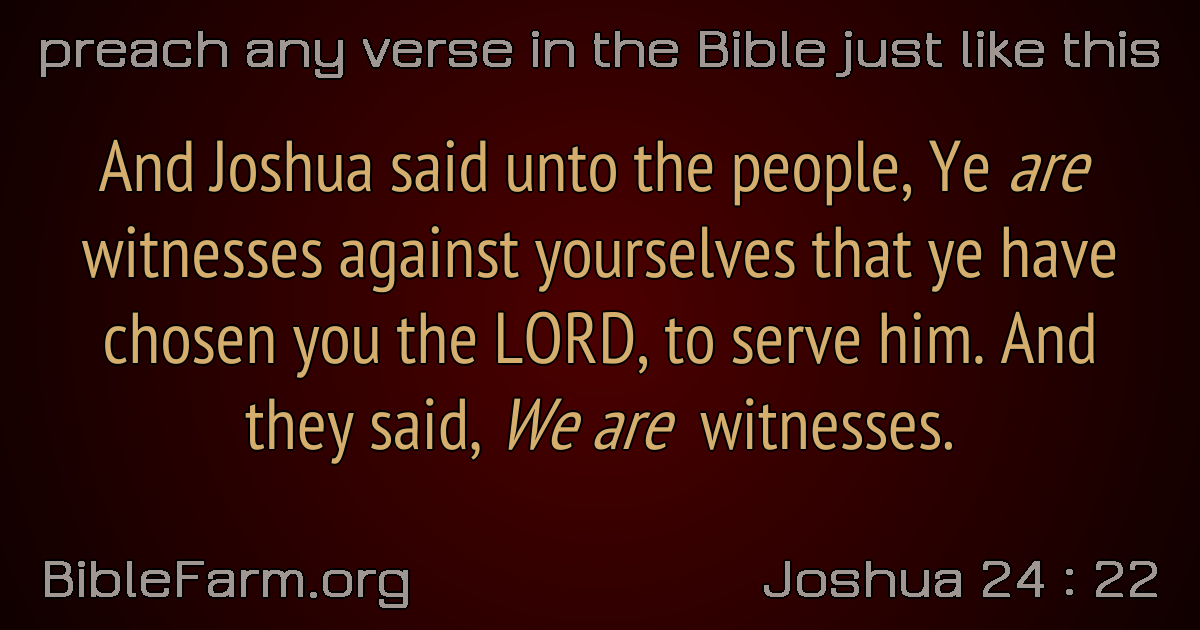 preach any verse in the Bible just like this
And Joshua said unto the people, Ye are
witnesses against yourselves that ye have
chosen you the LORD, to serve him. And
they said, We are witnesses.
BibleFarm.org
Joshua 24 : 22